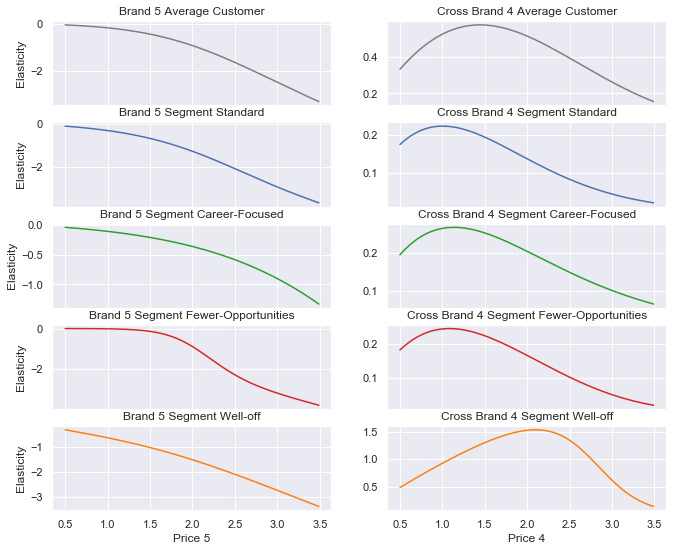 Brand 5 Average Customer
Elasticity
0
−2
Cross Brand 4 Average Customer
0.4
0.2
Brand 5 Segment Standard
Elasticity
0
−2
Cross Brand 4 Segment Standard
0.2
0.1
Brand 5 Segment Career-Focused
Elasticity
0.0
−0.5
−1.0
Cross Brand 4 Segment Career-Focused
0.2
0.1
Brand 5 Segment Fewer-Opportunities
Elasticity
0
−2
Cross Brand 4 Segment Fewer-Opportunities
0.2
0.1
Brand 5 Segment Well-off
Elasticity
−1
−2
−3
0.5 1.0 1.5 2.0 2.5 3.0 3.5
Price 5
Cross Brand 4 Segment Well-off
1.5
1.0
0.5
0.5 1.0 1.5 2.0 2.5 3.0 3.5
Price 4